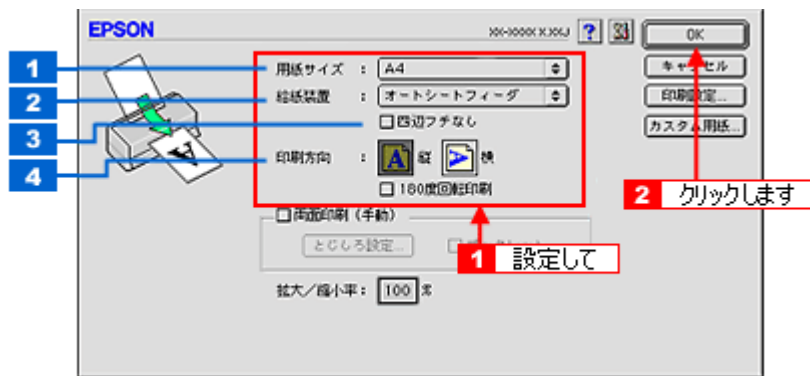 EPSON
XX-XXXX X.XXJ ?
OK
1 用紙サイズ : A4
キャンセル
2 給紙装置 : オートシートフィーダ
印刷設定...
3 四辺フチなし
カスタム用紙...
4 印刷方向 : A 縦 A 横
180度回転印刷
2 クリックします
両面印刷(手動)
とじしろ設定...
1 設定して
拡大/縮小率: 100 %